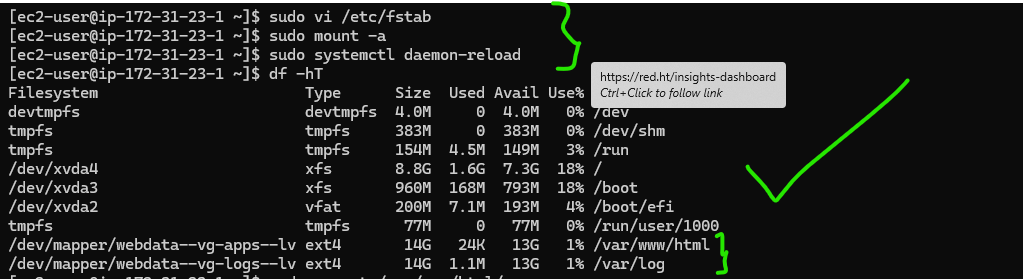 [ec2-user@ip-172-31-23-1 ~]$ sudo vi /etc/fstab
[ec2-user@ip-172-31-23-1 ~]$ sudo mount -a
[ec2-user@ip-172-31-23-1 ~]$ sudo systemctl daemon-reload
[ec2-user@ip-172-31-23-1 ~]$ df -hT
https://red.ht/insights-dashboard
Ctrl+Click to follow link
Filesystem Type Size Used Avail Use%
devtmpfs devtmpfs 4.0M 0 4.0M 0% /dev
tmpfs tmpfs 383M 0 383M 0% /dev/shm
tmpfs tmpfs 154M 4.5M 149M 3% /run
/dev/xvda4 xfs 8.8G 1.6G 7.3G 18% /
/dev/xvda3 xfs 960M 168M 793M 18% /boot
/dev/xvda2 vfat 200M 7.1M 193M 4% /boot/efi
tmpfs tmpfs 77M 0 77M 0% /run/user/1000
/dev/mapper/webdata--vg-apps--lv ext4 14G 24K 13G 1% /var/www/html
/dev/mapper/webdata--vg-logs--lv ext4 14G 1.1M 13G 1% /var/log